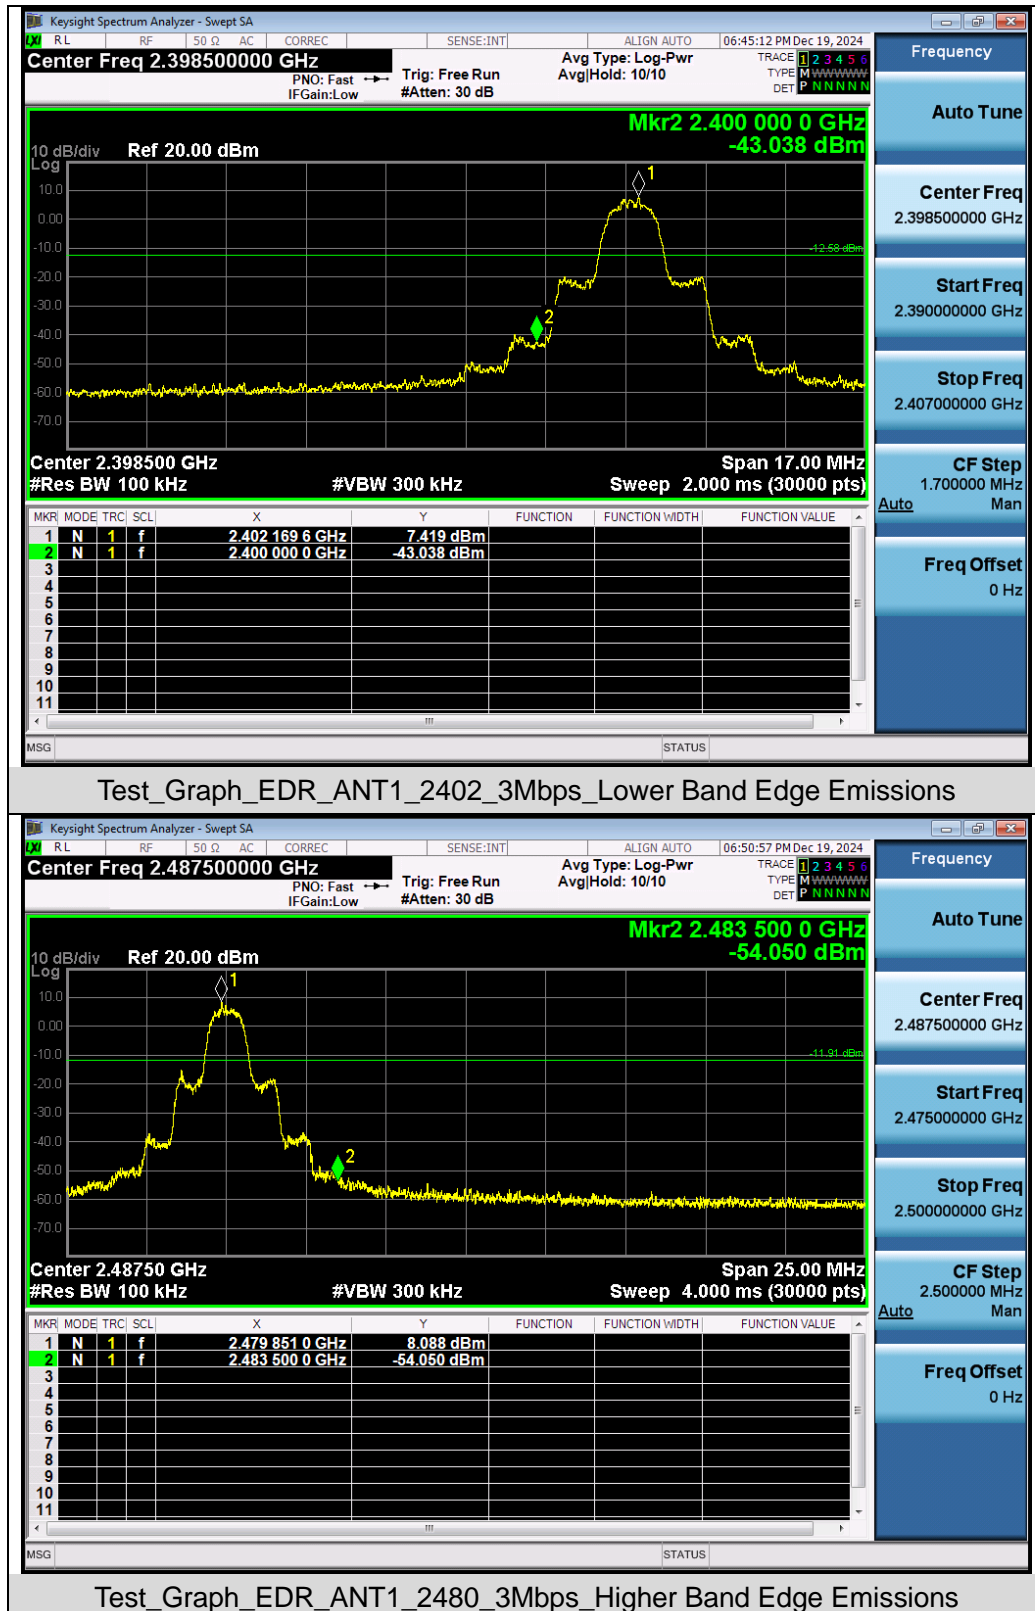 Keysight Spectrum Analyzer - Swept SA
LXI RL RF 50 Ω AC CORREC SENSE:INT ALIGN AUTO 06:45:12 PM Dec 19, 2024
Center Freq 2.398500000 GHz
PNO: Fast
IFGain:Low
Trig: Free Run
#Atten: 30 dB
Avg Type: Log-Pwr
Avg|Hold: 10/10
TRACE 1 2 3 4 5 6
TYPE M W W W W W
DET P N N N N N
Mkr2 2.400 000 0 GHz
-43.038 dBm
10 dB/div Ref 20.00 dBm
Log
1
10.0
0.00
-10.0
-12.58 dBm
-20.0
-30.0
2
-40.0
-50.0
-60.0
-70.0
Center 2.398500 GHz Span 17.00 MHz
#Res BW 100 kHz #VBW 300 kHz Sweep 2.000 ms (30000 pts)
MKR MODE TRC SCL X Y FUNCTION FUNCTION WIDTH FUNCTION VALUE
1 N 1 f 2.402 169 6 GHz 7.419 dBm
2 N 1 f 2.400 000 0 GHz -43.038 dBm
3
4
5
6
7
8
9
10
11
MSG STATUS
Frequency
Auto Tune
Center Freq
2.398500000 GHz
Start Freq
2.390000000 GHz
Stop Freq
2.407000000 GHz
CF Step
1.700000 MHz
Auto Man
Freq Offset
0 Hz
Test_Graph_EDR_ANT1_2402_3Mbps_Lower Band Edge Emissions
Keysight Spectrum Analyzer - Swept SA
LXI RL RF 50 Ω AC CORREC SENSE:INT ALIGN AUTO 06:50:57 PM Dec 19, 2024
Center Freq 2.487500000 GHz
PNO: Fast
IFGain:Low
Trig: Free Run
#Atten: 30 dB
Avg Type: Log-Pwr
Avg|Hold: 10/10
TRACE 1 2 3 4 5 6
TYPE M W W W W W
DET P N N N N N
Mkr2 2.483 500 0 GHz
-54.050 dBm
10 dB/div Ref 20.00 dBm
Log
1
10.0
0.00
-10.0
-11.91 dBm
-20.0
-30.0
-40.0
2
-50.0
-60.0
-70.0
Center 2.48750 GHz Span 25.00 MHz
#Res BW 100 kHz #VBW 300 kHz Sweep 4.000 ms (30000 pts)
MKR MODE TRC SCL X Y FUNCTION FUNCTION WIDTH FUNCTION VALUE
1 N 1 f 2.479 851 0 GHz 8.088 dBm
2 N 1 f 2.483 500 0 GHz -54.050 dBm
3
4
5
6
7
8
9
10
11
MSG STATUS
Frequency
Auto Tune
Center Freq
2.487500000 GHz
Start Freq
2.475000000 GHz
Stop Freq
2.500000000 GHz
CF Step
2.500000 MHz
Auto Man
Freq Offset
0 Hz
Test_Graph_EDR_ANT1_2480_3Mbps_Higher Band Edge Emissions